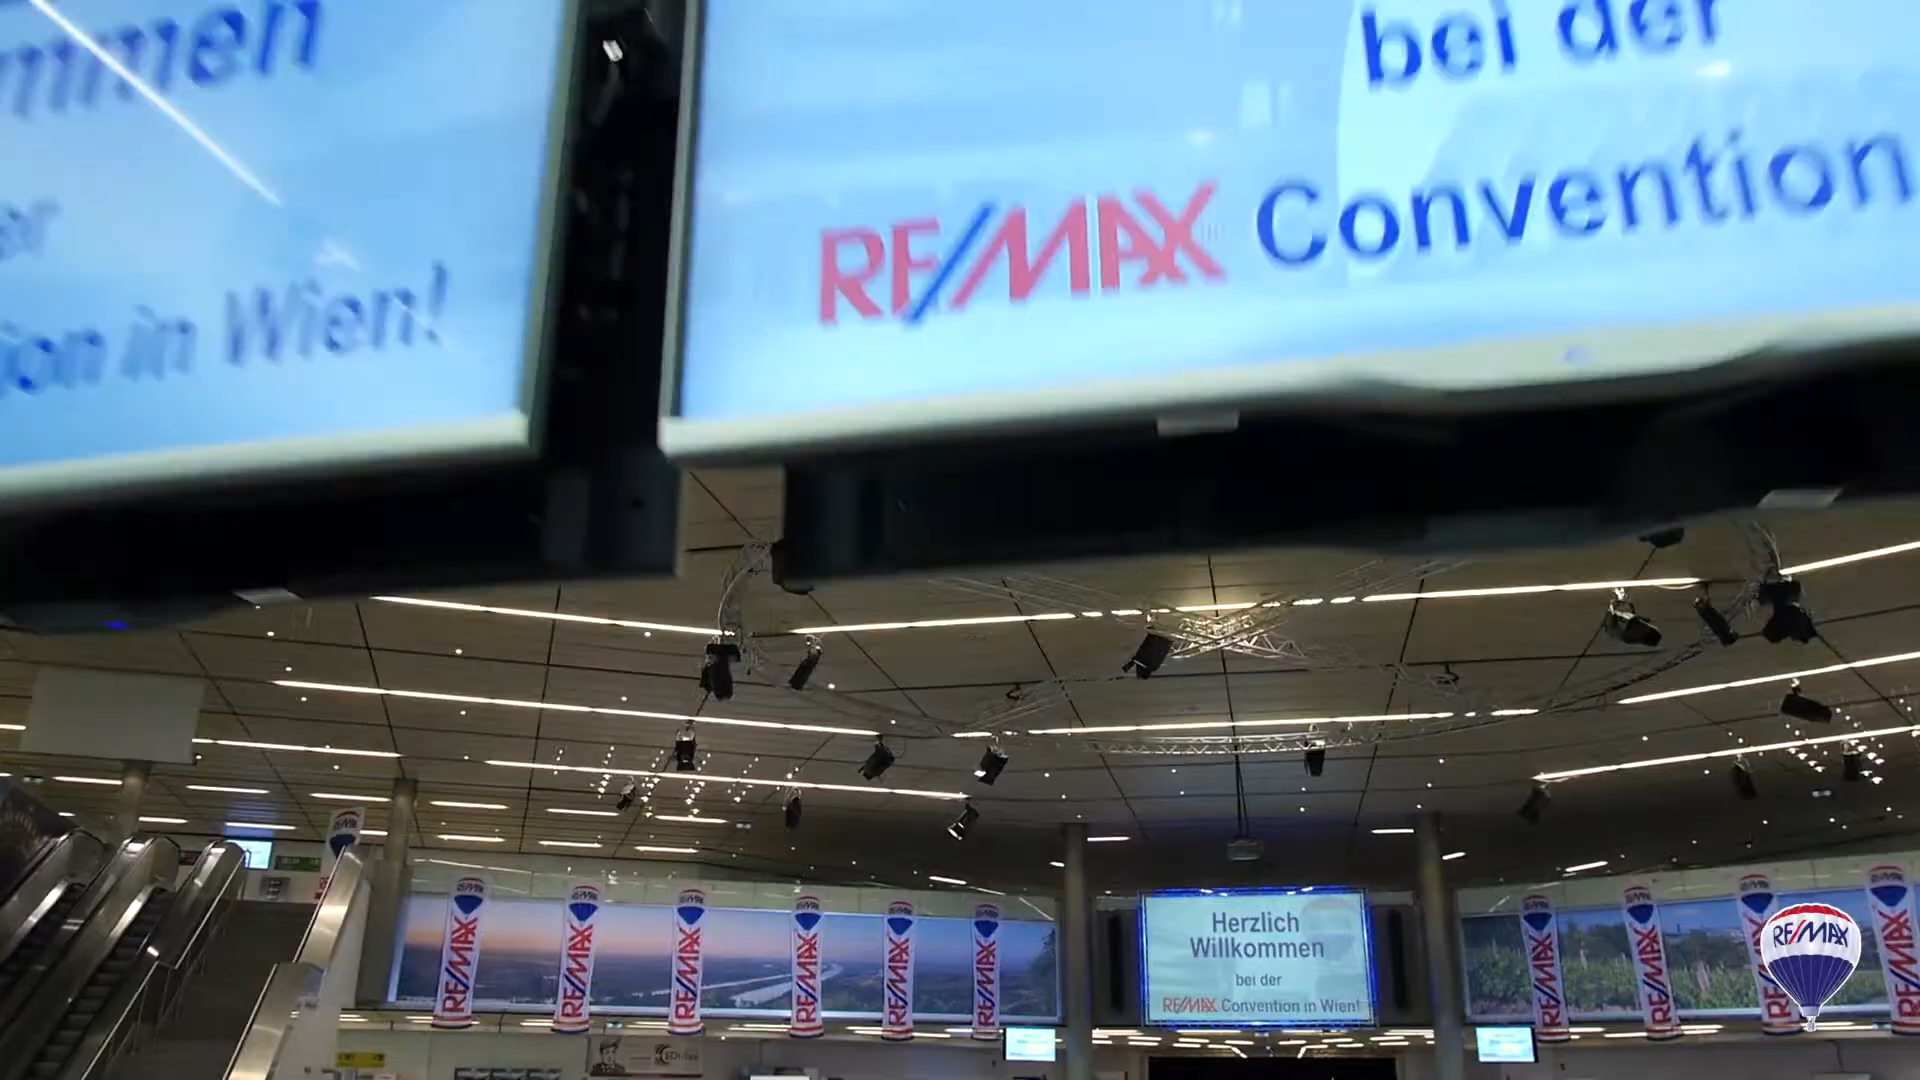 mmen
er
ion in Wien!
bei der
RE/MAX Convention
Herzlich
Willkommen
bei der
RE/MAX Convention in Wien!
RE/MAX
RE/MAX
RE/MAX
RE/MAX
RE/MAX
RE/MAX
RE/MAX
RE/MAX
RE/MAX
RE/MAX
RE/MAX